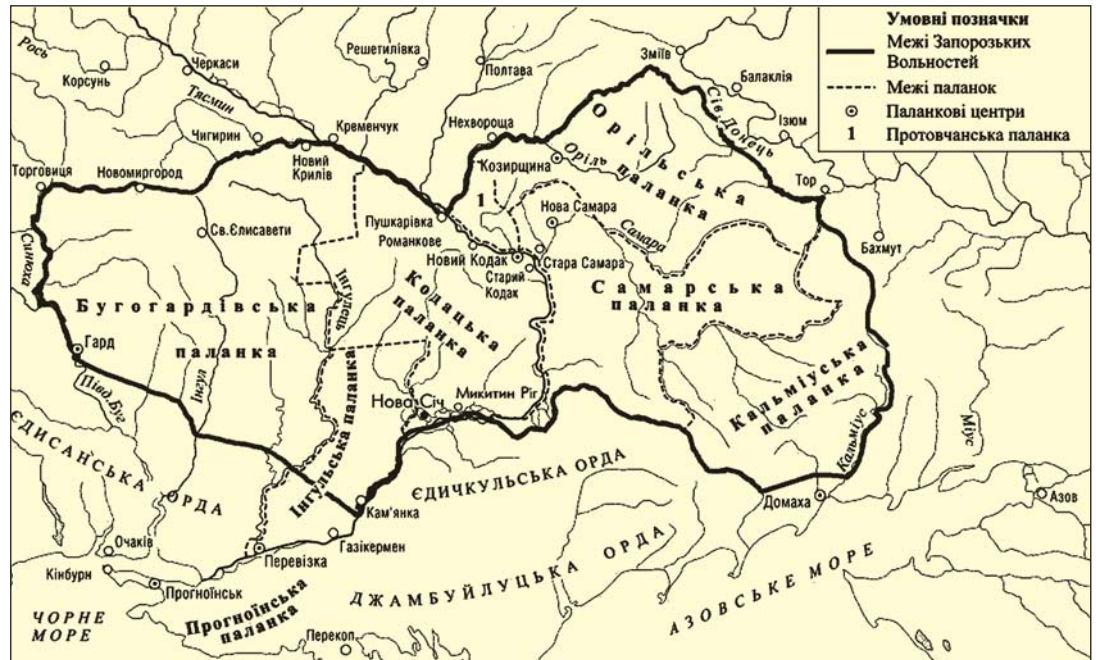 Умовні позначки
Межі Запорозьких
Вольностей
Межі паланок
Паланкові центри
1 Протовчанська паланка
Рось
Корсунь
Черкаси
Тясмин
Чигирин
Решетилівка
Полтава
Зміїв
Балаклія
Сів. Донець
Ізюм
Кременчук
Новий
Крилів
Нехвороща
Козирщина
Оріль
Орільська
паланка
Тор
Бахмут
Торговиця
Новомиргород
Синюха
Св.Єлисавети
Пушкарівка
Романкове
1
Новий Кодак
Старий
Кодак
Нова Самара
Стара Самара
Самара
Самарська
паланка
Бугогардівська
паланка
Інгулець
Кодацька
паланка
Гард
Півд.Буг
Інгул
Інгульська паланка
Нова Січ
Микитин Ріг
Кальміуська
паланка
Кальміус
Міус
ЄДИСАНСЬКА ОРДА
ЄДИЧКУЛЬСЬКА ОРДА
Кам'янка
Домаха
Азов
Очаків
Кінбурн
Прогноїнськ
Перевізка
Газікермен
ДЖАМБУЙЛУЦЬКА ОРДА
АЗОВСЬКЕ МОРЕ
Прогноїнська
паланка
ЧОРНЕ
МОРЕ
Перекоп